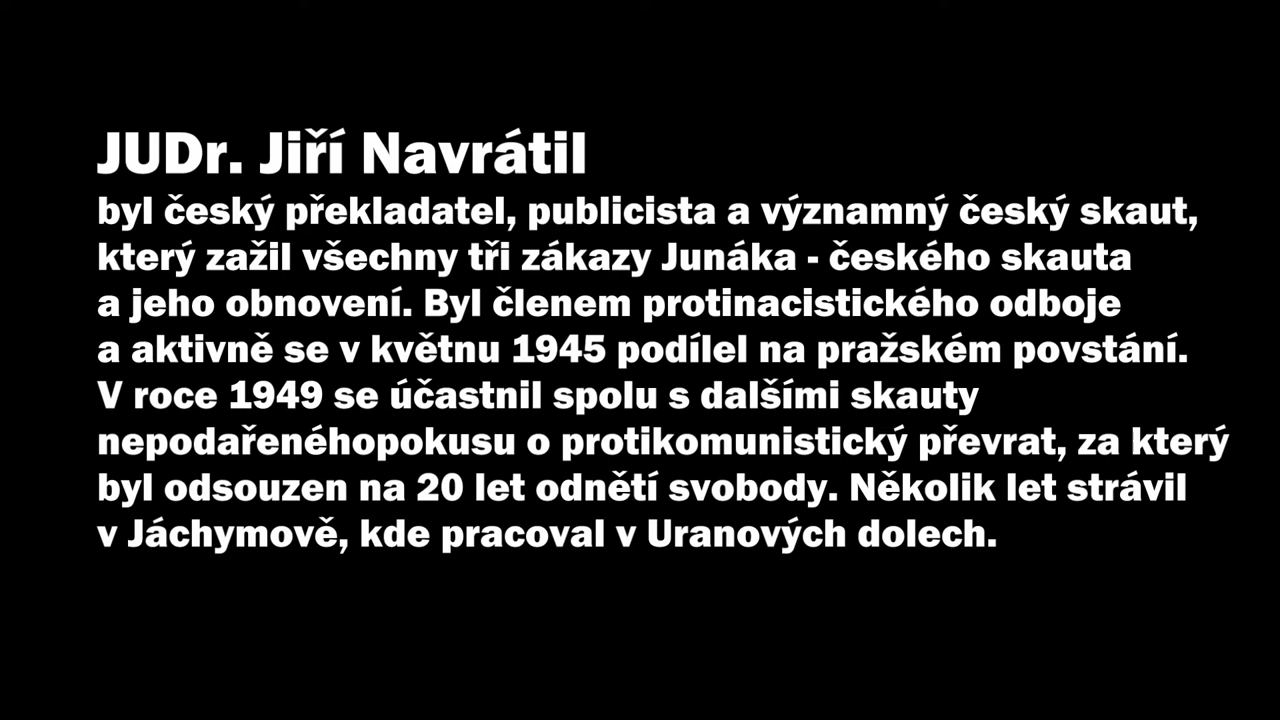 JUDr. Jiří Navrátil
byl český překladatel, publicista a významný český skaut,
který zažil všechny tři zákazy Junáka - českého skauta
a jeho obnovení. Byl členem protinacistického odboje
a aktivně se v květnu 1945 podílel na pražském povstání.
V roce 1949 se účastnil spolu s dalšími skauty
nepodařenéhopokusu o protikomunistický převrat, za který
byl odsouzen na 20 let odnětí svobody. Několik let strávil
v Jáchymově, kde pracoval v Uranových dolech.